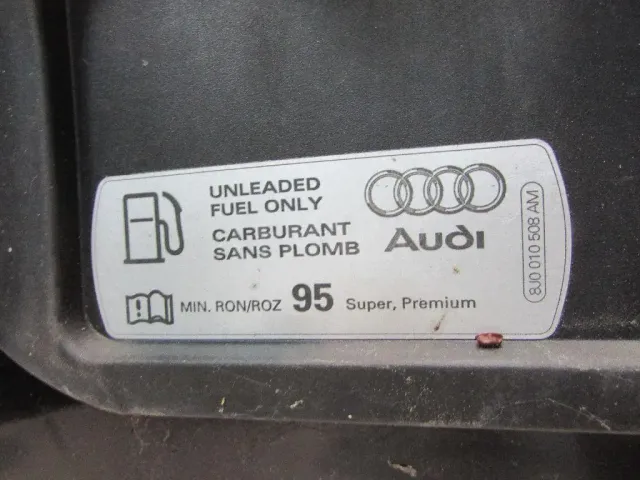 UNLEADED
FUEL ONLY
CARBURANT
SANS PLOMB
Audi
MIN. RON/ROZ 95 Super, Premium
8J0 010 508 AM